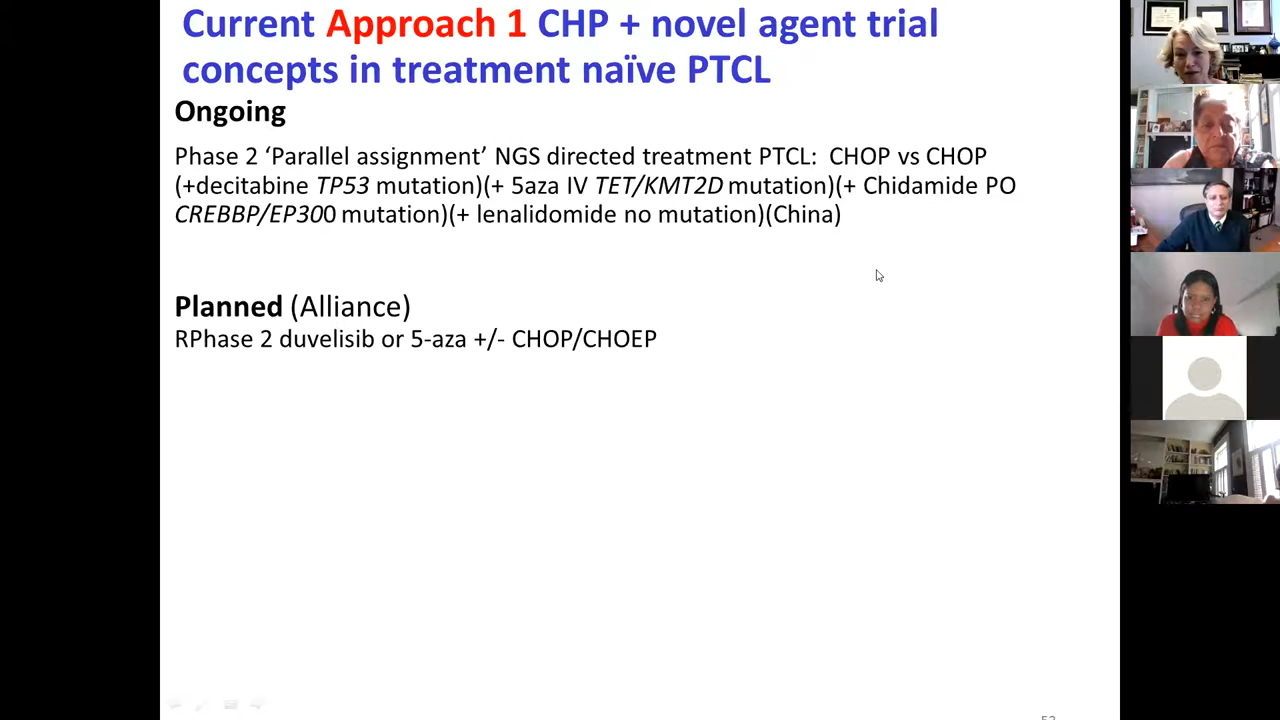 Current Approach 1 CHP + novel agent trial
concepts in treatment naïve PTCL
Ongoing
Phase 2 ‘Parallel assignment’ NGS directed treatment PTCL: CHOP vs CHOP
(+decitabine TP53 mutation)(+ 5aza IV TET/KMT2D mutation)(+ Chidamide PO
CREBBP/EP300 mutation)(+ lenalidomide no mutation)(China)
Planned (Alliance)
RPhase 2 duvelisib or 5-aza +/- CHOP/CHOEP